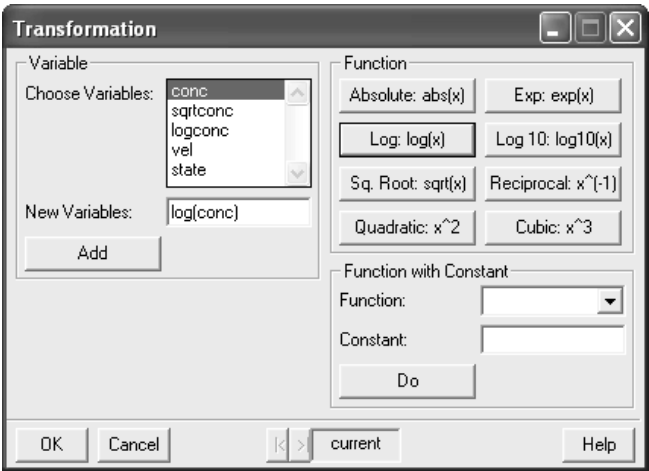 Transformation
Variable
Choose Variables:
conc
sqrtconc
logconc
vel
state
New Variables:
log(conc)
Add
Function
Absolute: abs(x)
Exp: exp(x)
Log: log(x)
Log 10: log10(x)
Sq. Root: sqrt(x)
Reciprocal: x^(-1)
Quadratic: x^2
Cubic: x^3
Function with Constant
Function:
Constant:
Do
OK
Cancel
current
Help